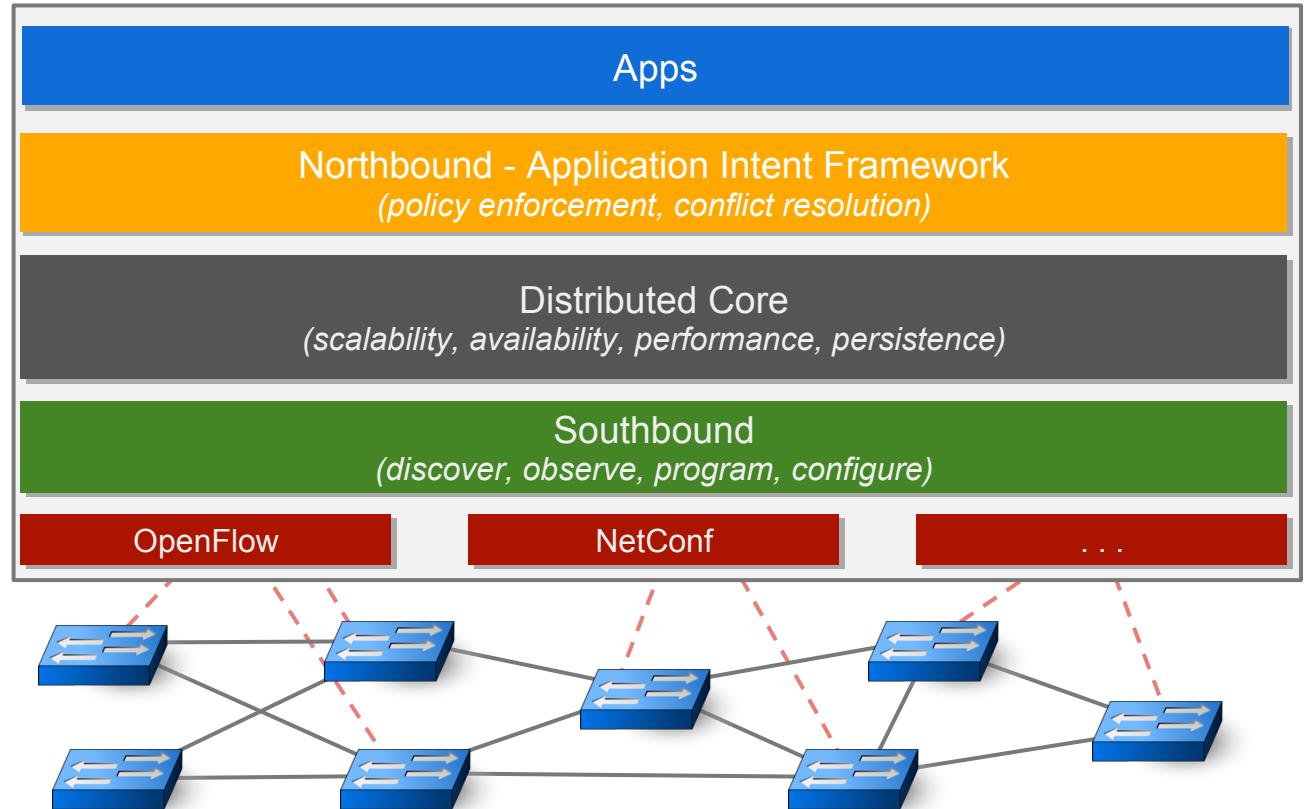 Apps
Northbound - Application Intent Framework
(policy enforcement, conflict resolution)
Distributed Core
(scalability, availability, performance, persistence)
Southbound
(discover, observe, program, configure)
OpenFlow
NetConf
. . .